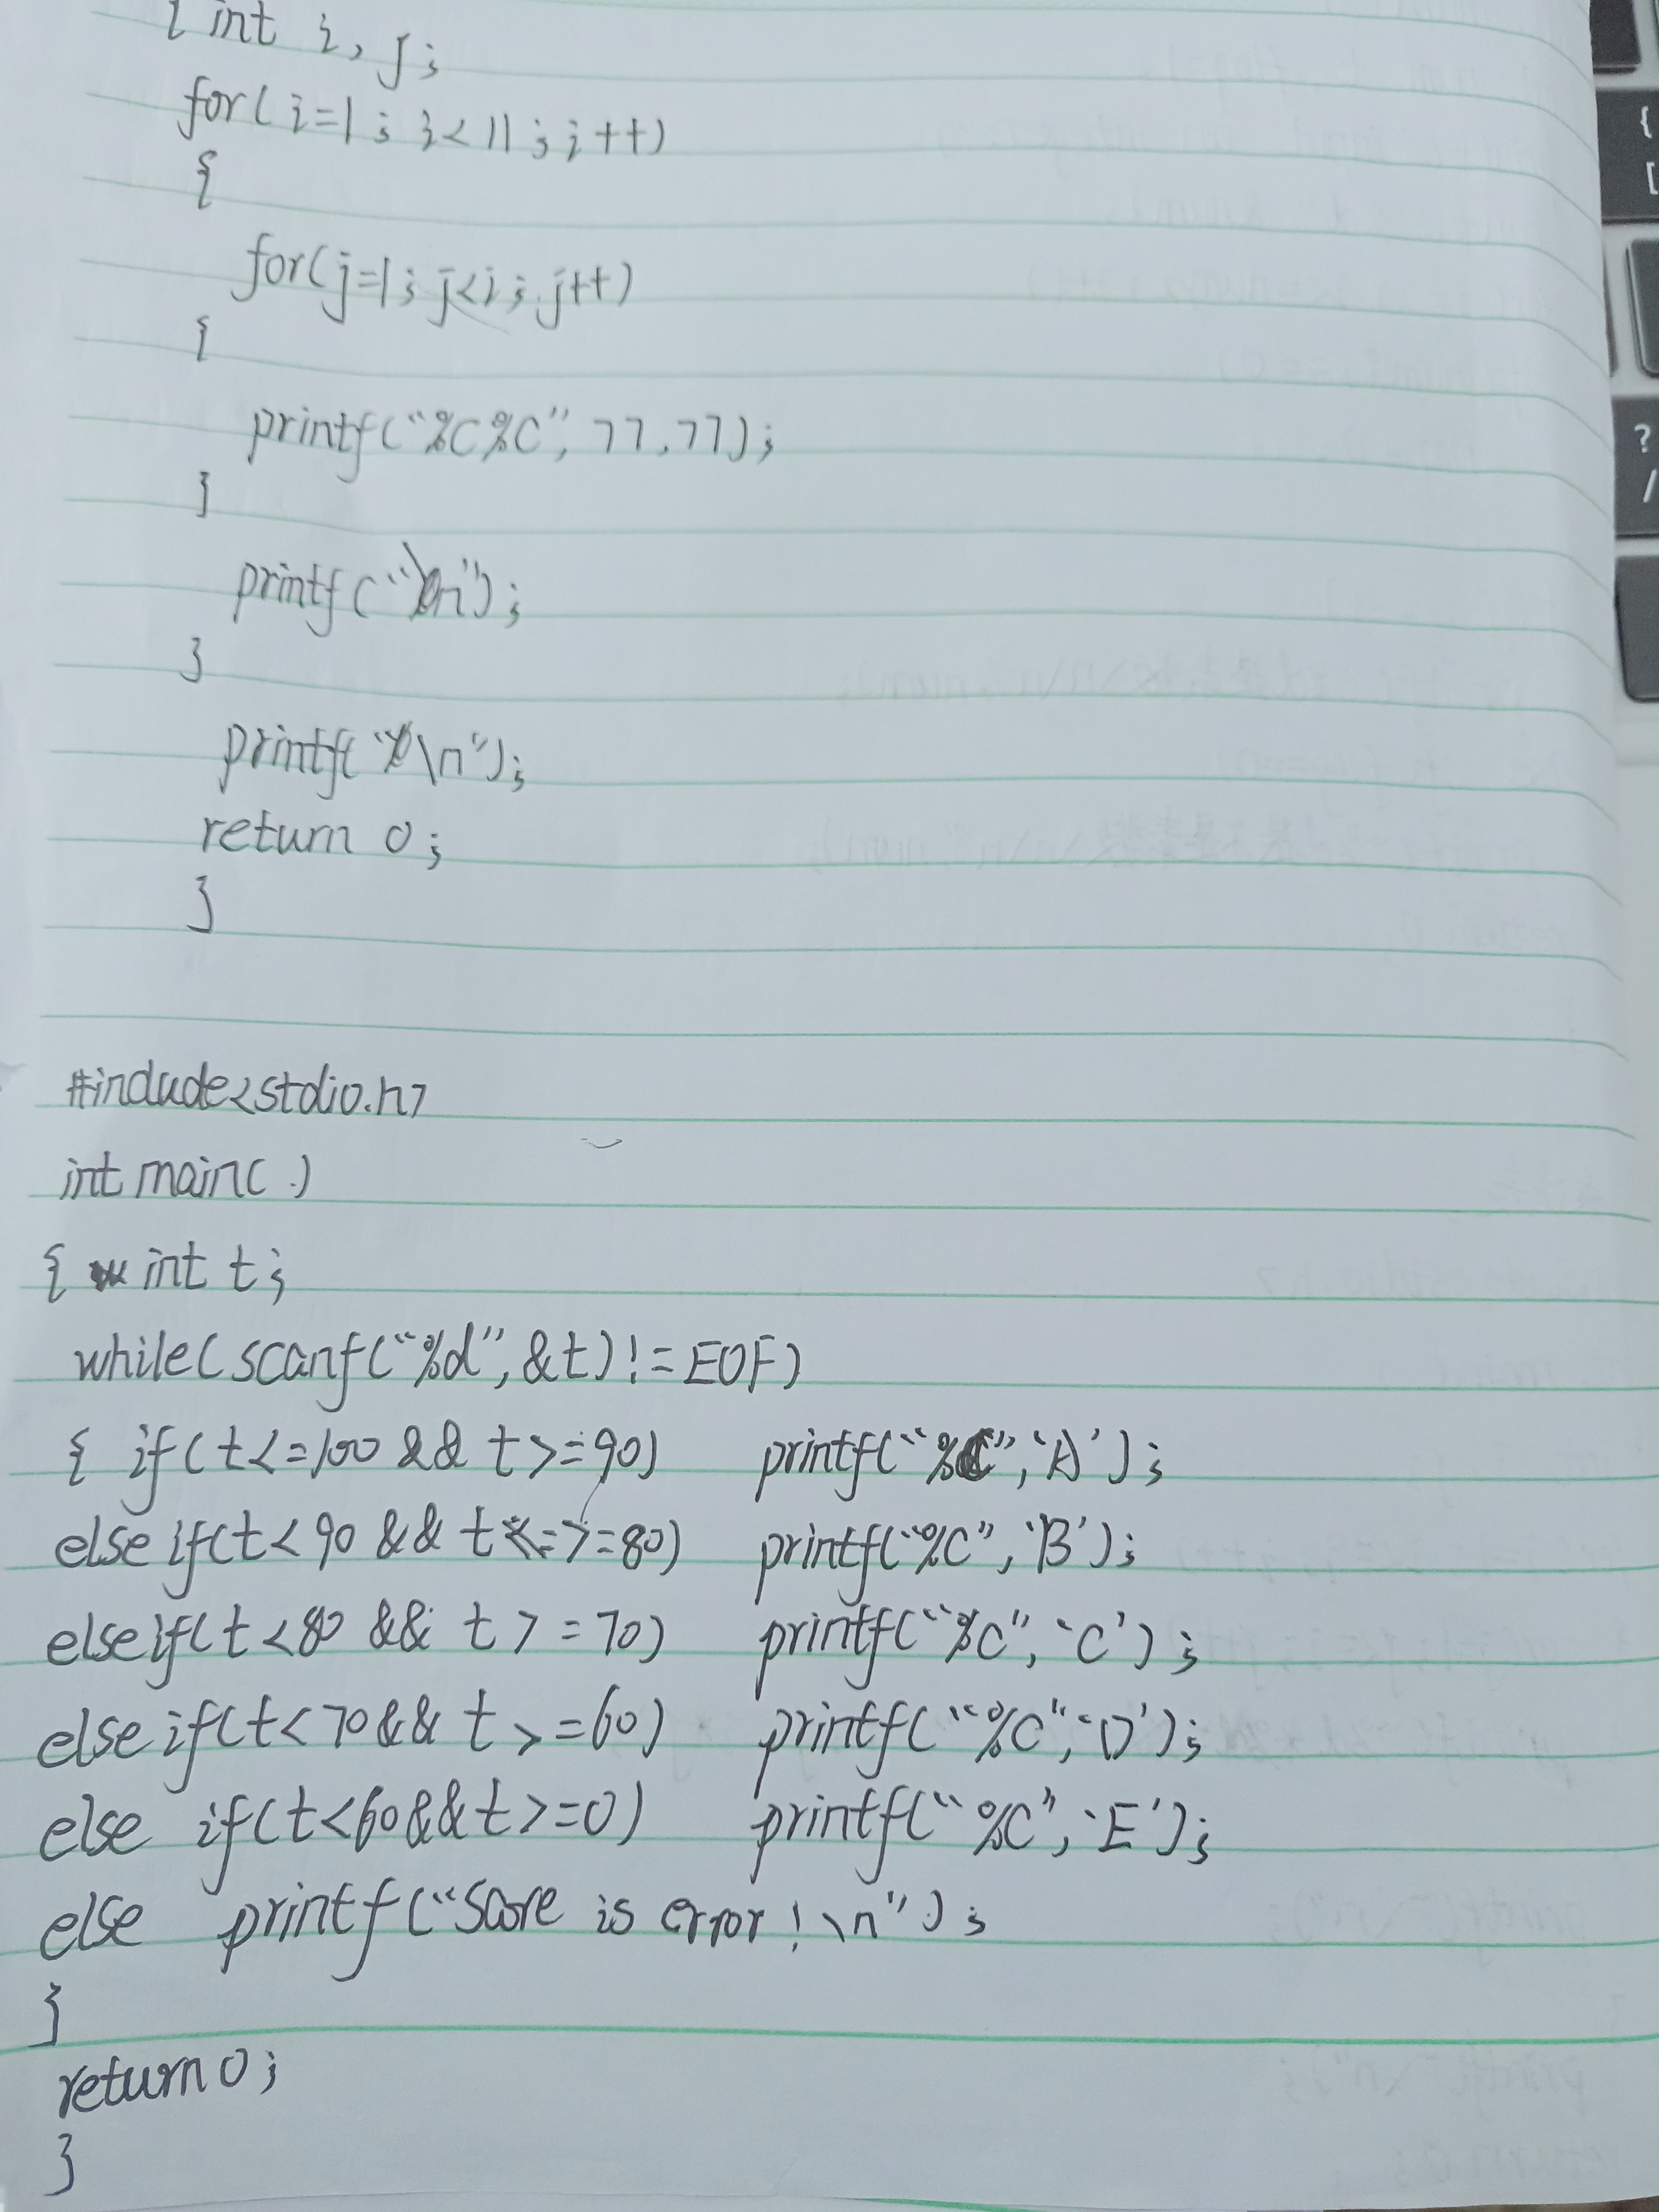 { int i, j;
for(i=1; i<11; i++)
{
for(j=1; j<i; j++)
{
printf("%c%c", 77,77);
}
printf("\n");
}
printf("\n");
return 0;
}
#include<stdio.h>
int main()
{ int t;
while(scanf("%d", &t)!=EOF)
{ if(t<=100 && t>=90) printf("%c", 'A');
else if(t<90 && t>=80) printf("%c", 'B');
else if(t<80 && t>=70) printf("%c", 'C');
else if(t<70 && t>=60) printf("%c", 'D');
else if(t<60 && t>=0) printf("%c", 'E');
else printf("Score is error!\n");
}
return 0;
}
{
[
?
/